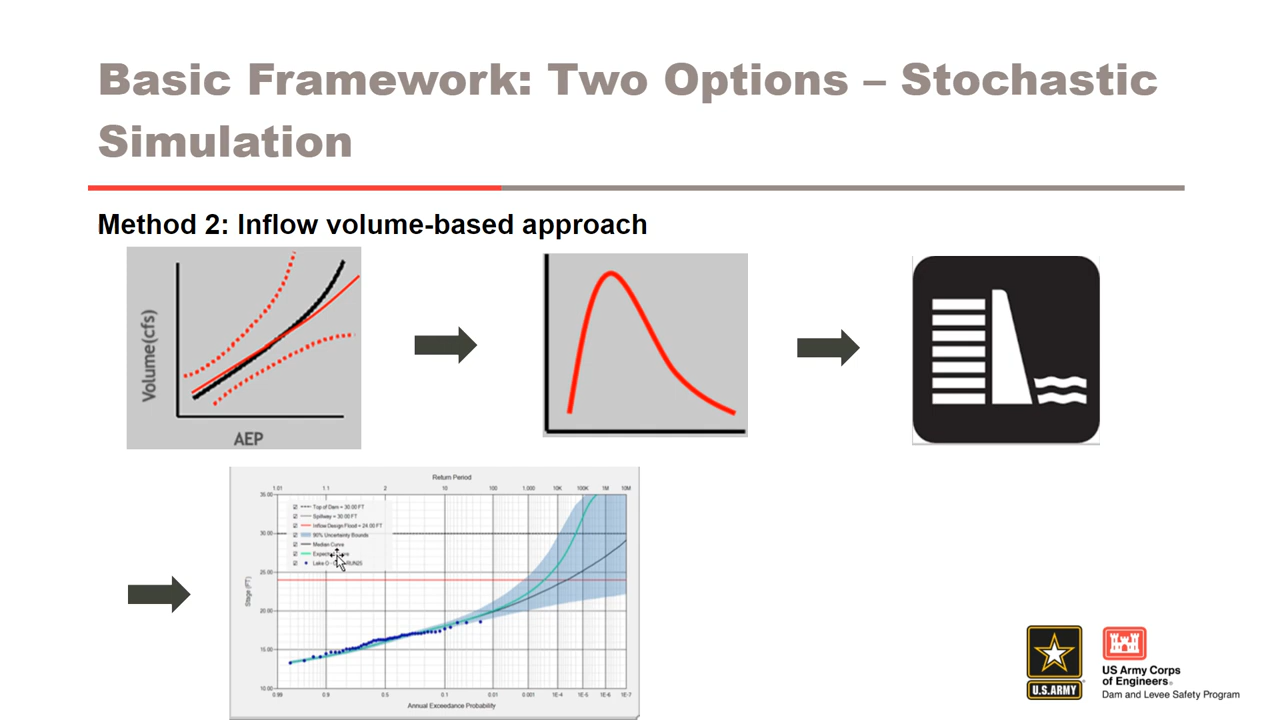 Basic Framework: Two Options – Stochastic
Simulation
Method 2: Inflow volume-based approach
Volume(cfs)
AEP
Return Period
1.01 1.1 2 10 100 1,000 10K 100K 1M 10M
35.00
30.00
25.00
20.00
15.00
10.00
Stage (FT)
Top of Dam = 30.00 FT
Spillway = 30.00 FT
Inflow Design Flood = 24.00 FT
90% Uncertainty Bounds
Median Curve
Lake O
0.99 0.9 0.5 0.1 0.01 0.001 1E-4 1E-5 1E-6 1E-7
Annual Exceedance Probability
U.S.ARMY
US Army Corps
of Engineers®
Dam and Levee Safety Program